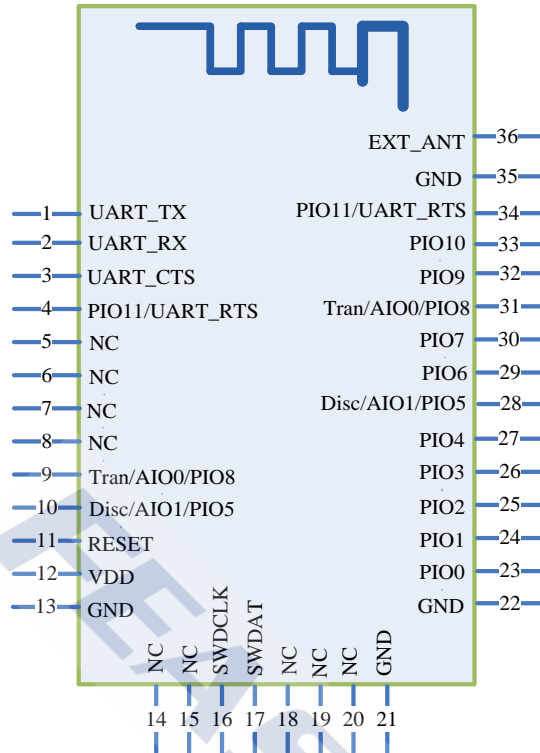 EXT_ANT 36
GND 35
1 UART_TX PIO11/UART_RTS 34
2 UART_RX PIO10 33
3 UART_CTS PIO9 32
4 PIO11/UART_RTS Tran/AIO0/PIO8 31
5 NC PIO7 30
6 NC PIO6 29
7 NC Disc/AIO1/PIO5 28
8 NC PIO4 27
9 Tran/AIO0/PIO8 PIO3 26
10 Disc/AIO1/PIO5 PIO2 25
11 RESET PIO1 24
12 VDD PIO0 23
13 GND GND 22
NC NC SWDCLK SWDAT NC NC NC GND
14 15 16 17 18 19 20 21